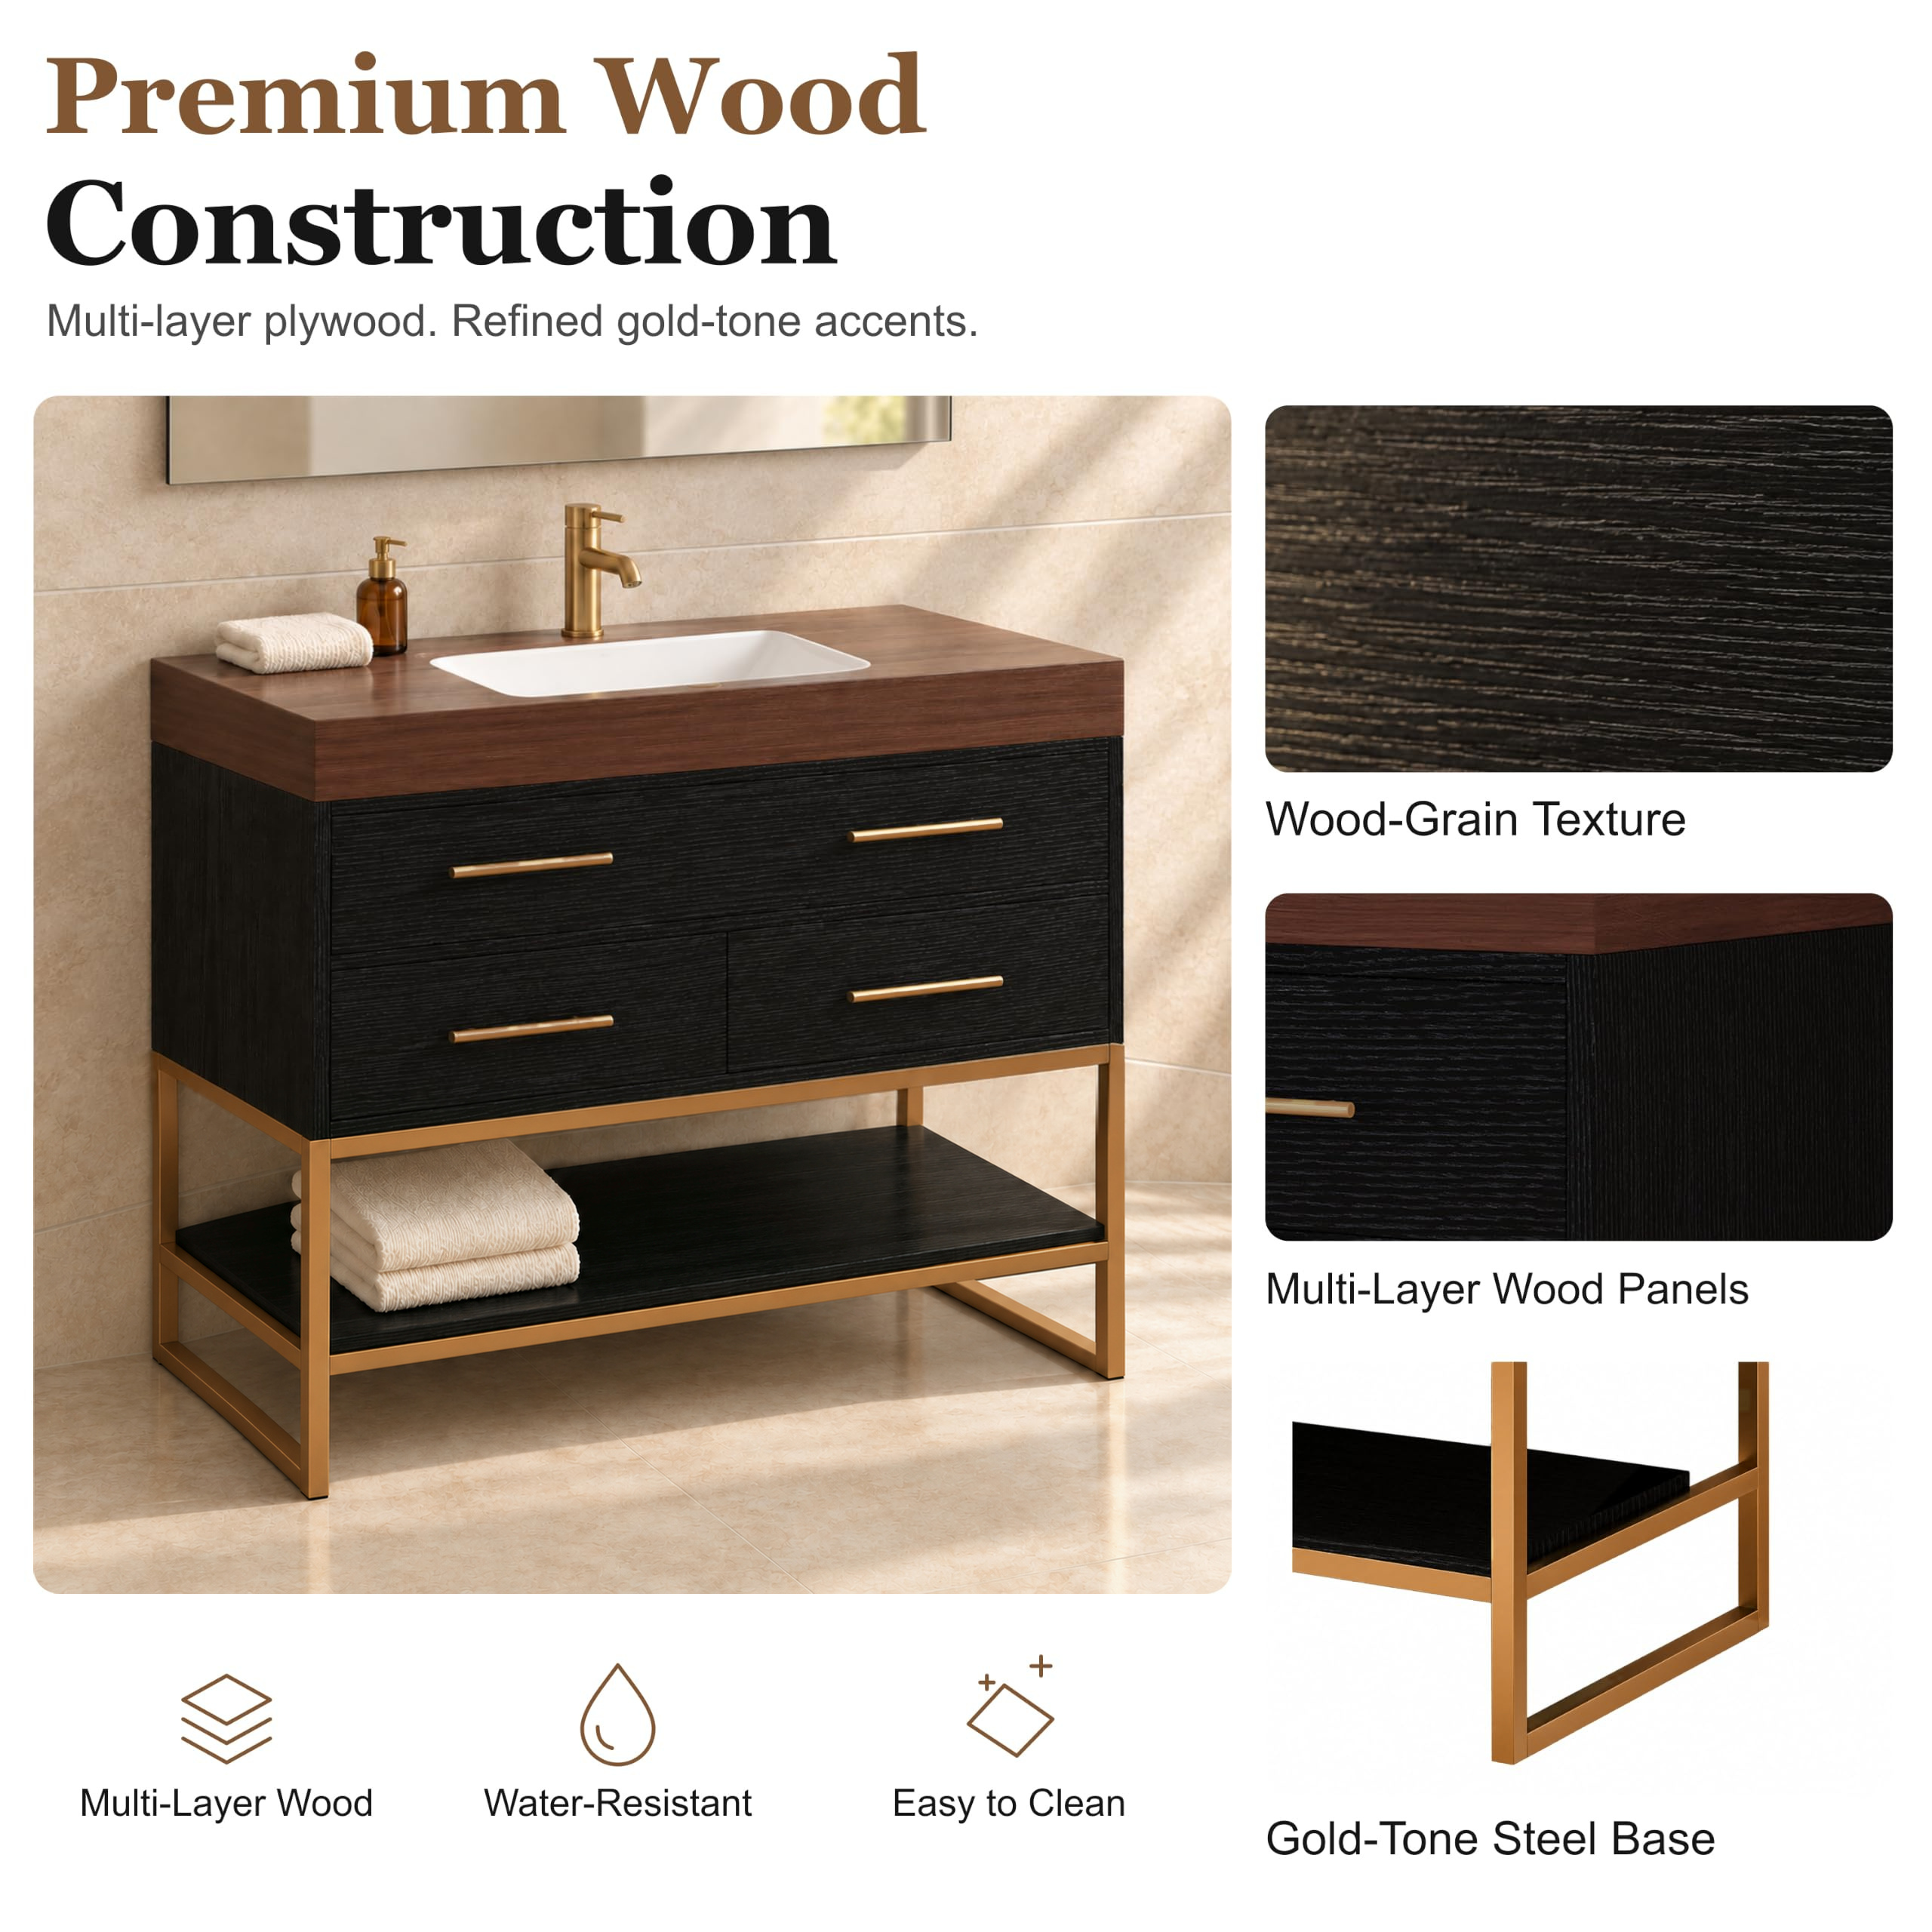 Premium Wood
Construction
Multi-layer plywood. Refined gold-tone accents.
Wood-Grain Texture
Multi-Layer Wood Panels
Gold-Tone Steel Base
Multi-Layer Wood
Water-Resistant
Easy to Clean